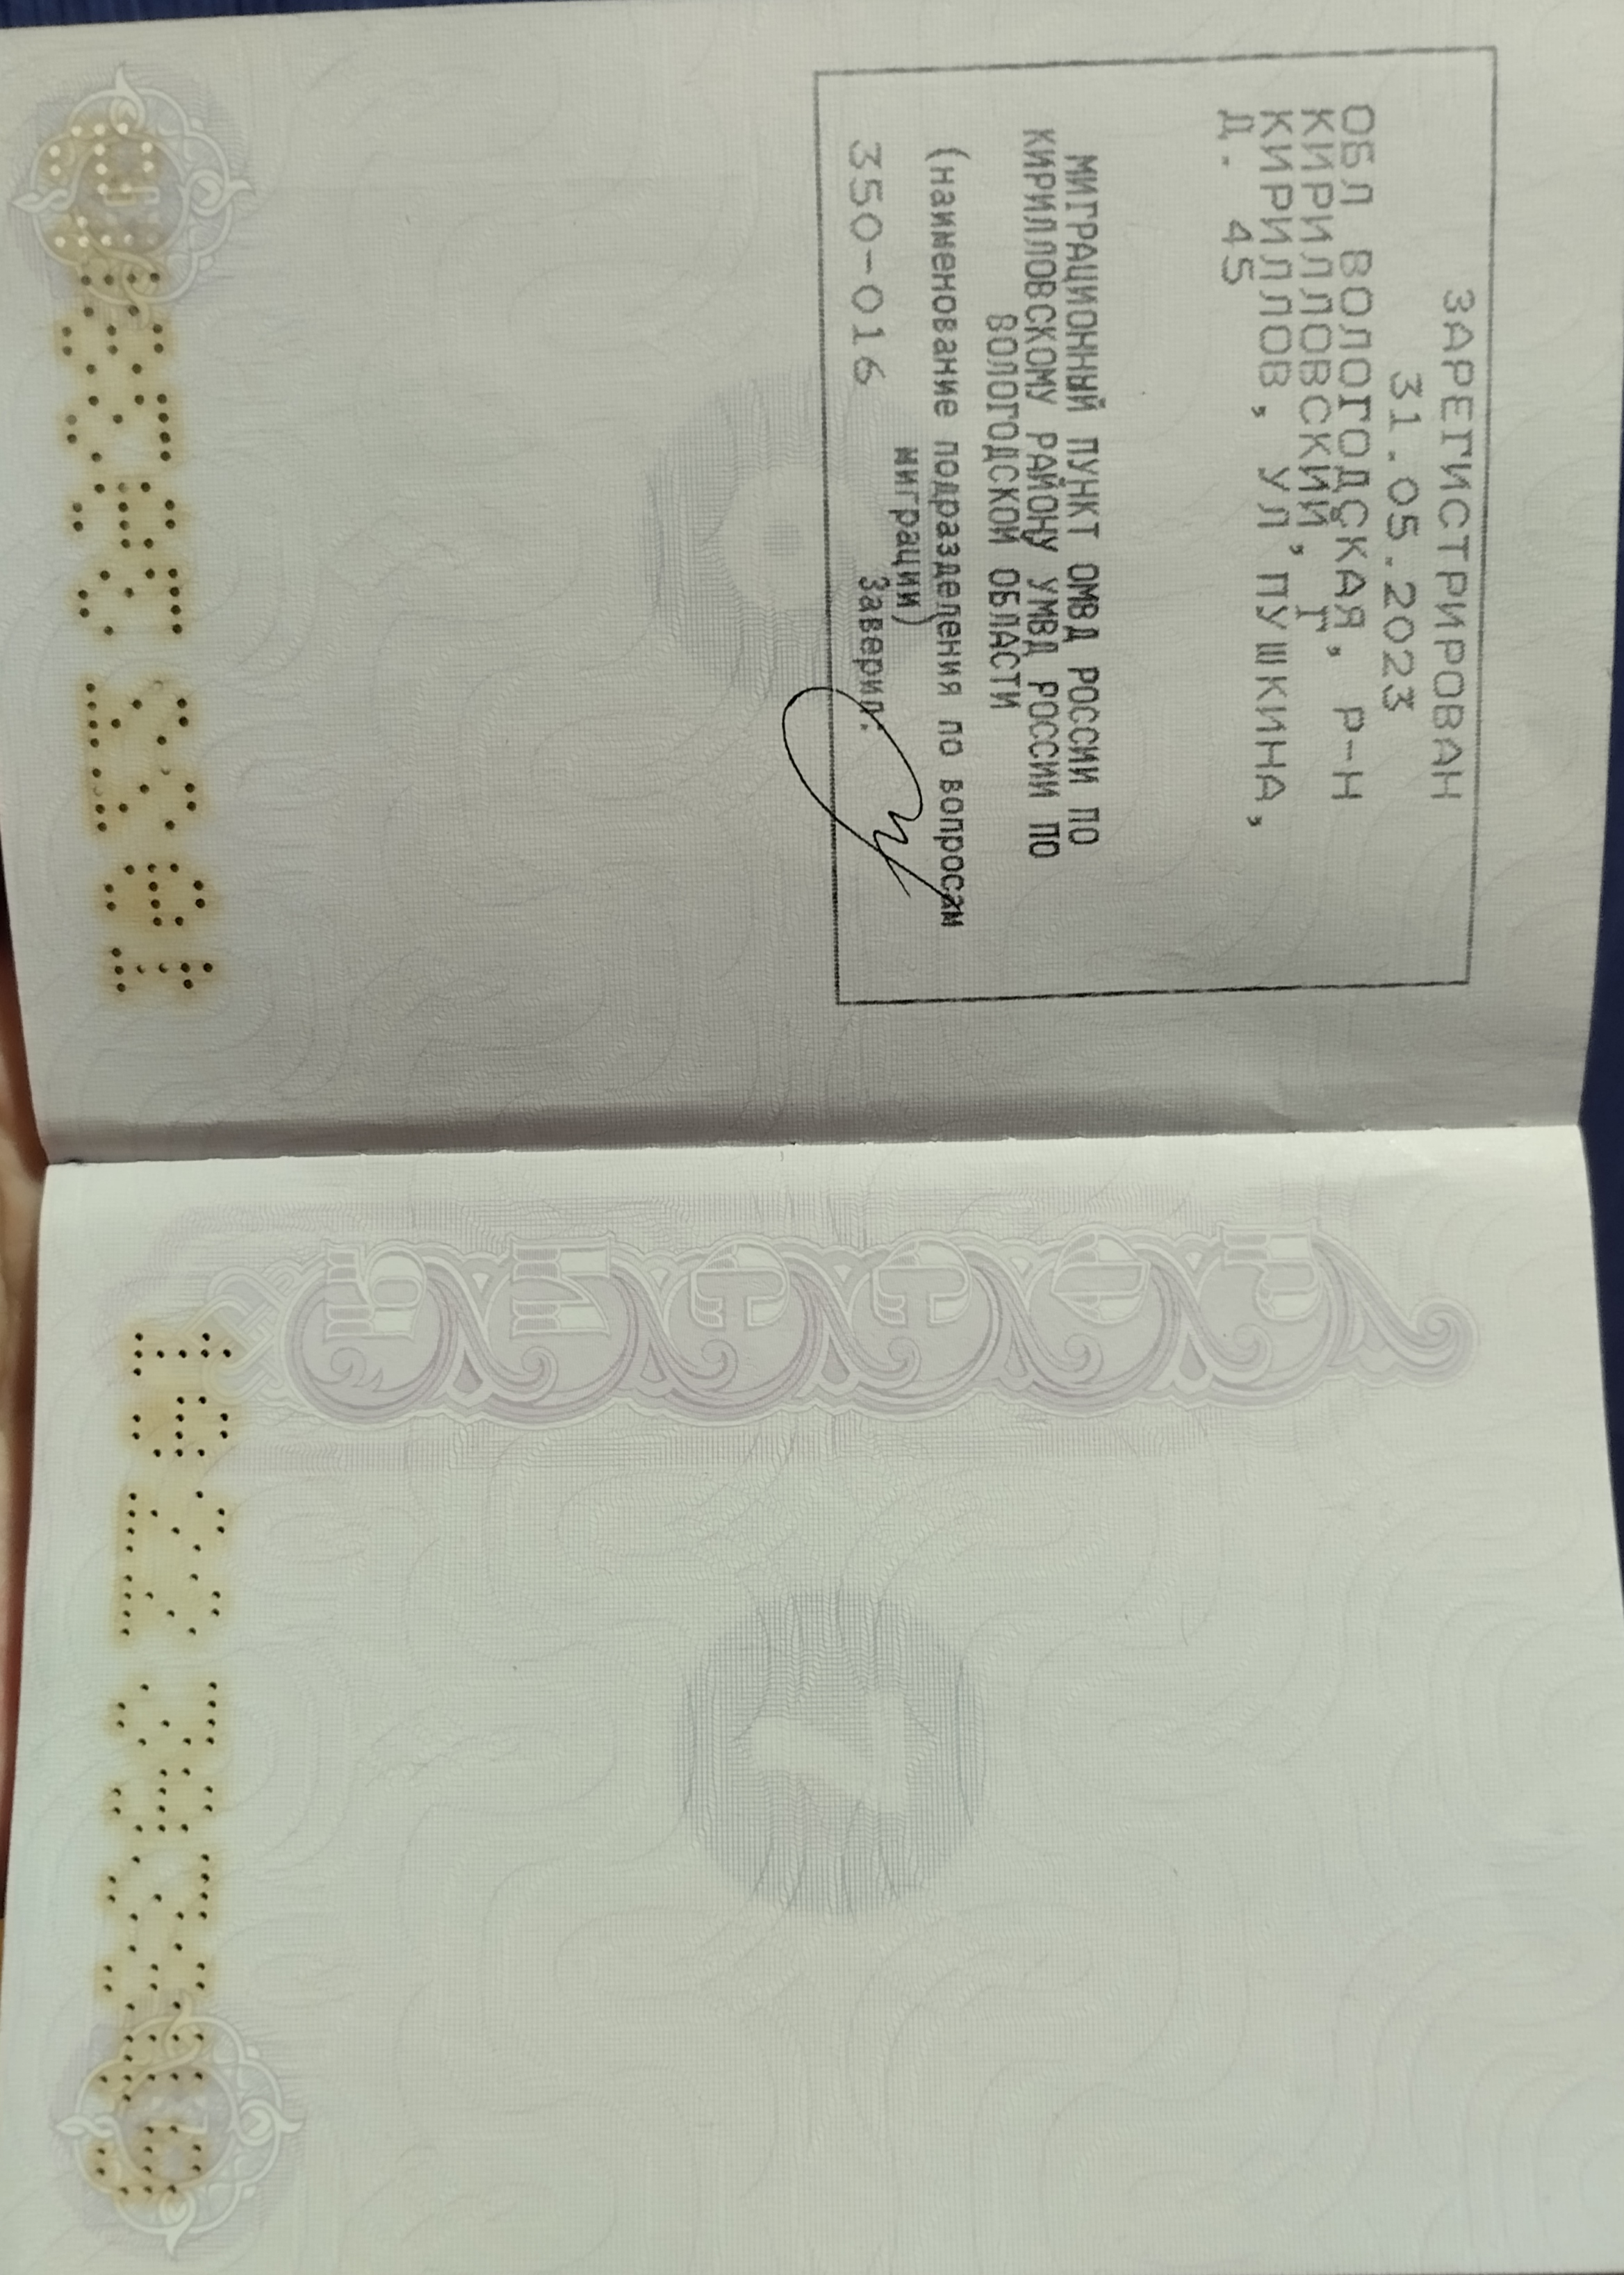 ЗАРЕГИСТРИРОВАН
31.05.2023
ОБЛ ВОЛОГОДСКАЯ, Р-Н
КИРИЛЛОВСКИЙ, Г
КИРИЛЛОВ, УЛ ПУШКИНА,
Д. 45
МИГРАЦИОННЫЙ ПУНКТ ОМВД РОССИИ ПО
КИРИЛЛОВСКОМУ РАЙОНУ УМВД РОССИИ ПО
ВОЛОГОДСКОЙ ОБЛАСТИ
(наименование подразделения по вопросам
миграции)
350-016
Заверил: